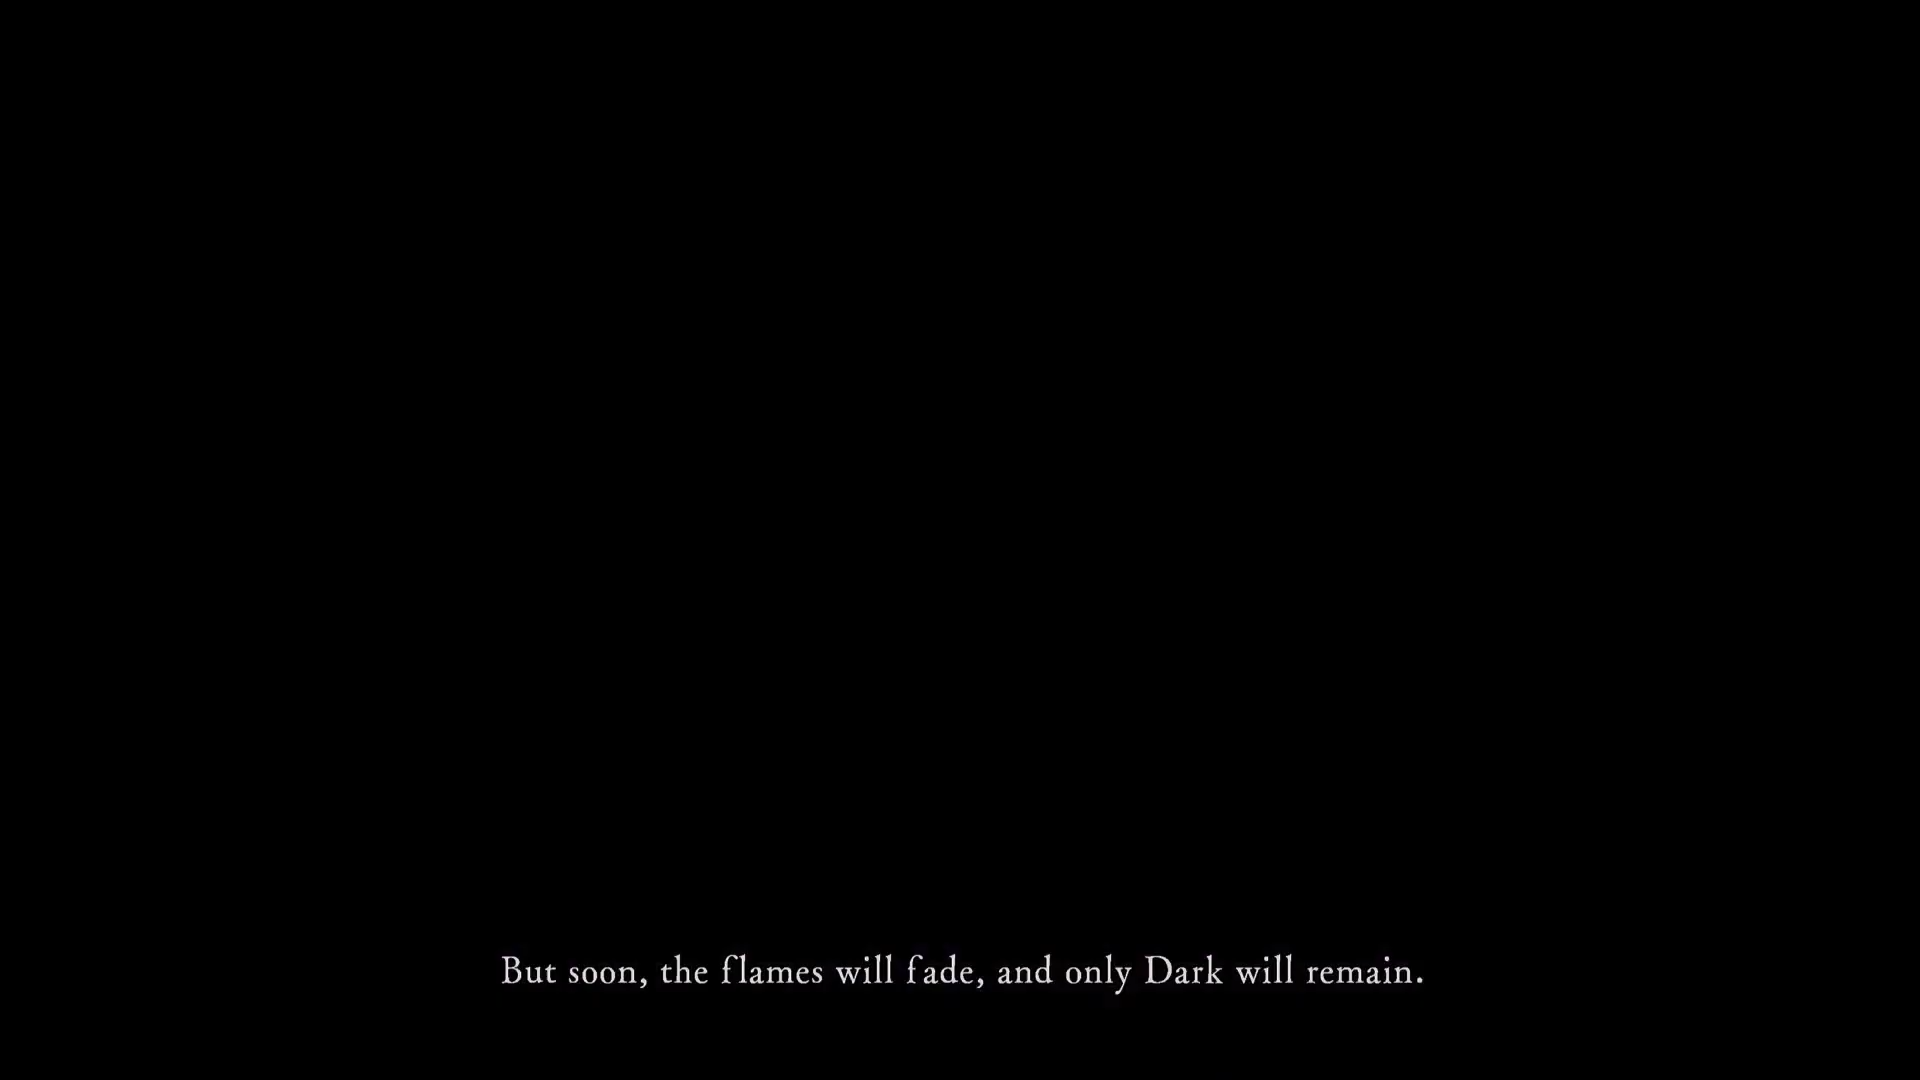 But soon, the flames will fade, and only Dark will remain.